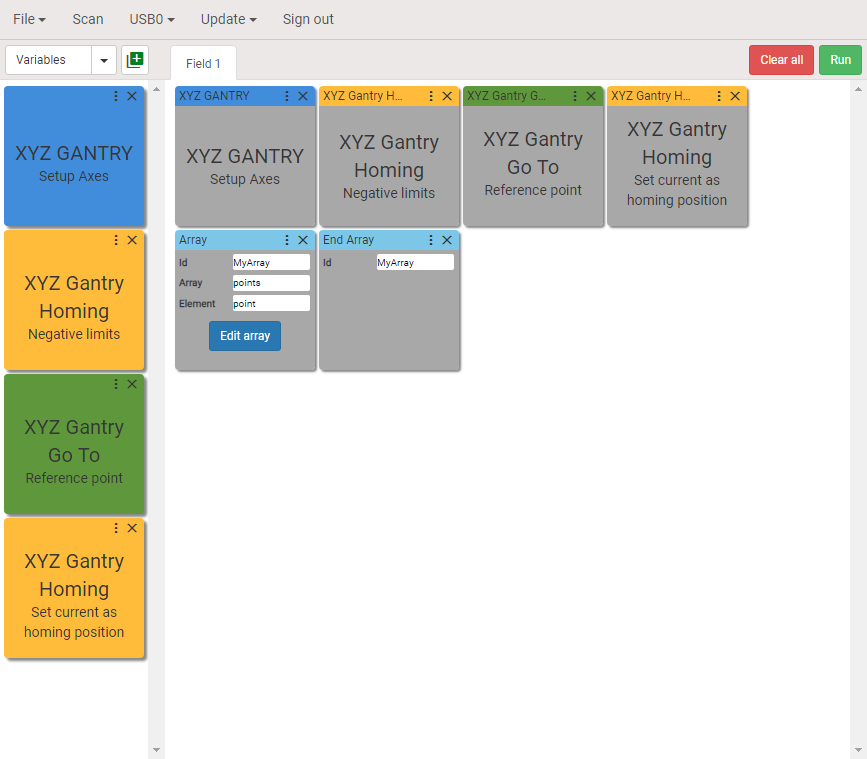 File Scan USB0 Update Sign out
Variables Field 1 Clear all Run
XYZ GANTRY
Setup Axes
XYZ Gantry
Homing
Negative limits
XYZ Gantry
Go To
Reference point
XYZ Gantry
Homing
Set current as
homing position
XYZ GANTRY
XYZ GANTRY
Setup Axes
XYZ Gantry H...
XYZ Gantry
Homing
Negative limits
XYZ Gantry G...
XYZ Gantry
Go To
Reference point
XYZ Gantry H...
XYZ Gantry
Homing
Set current as
homing position
Array
Id MyArray
Array points
Element point
Edit array
End Array
Id MyArray